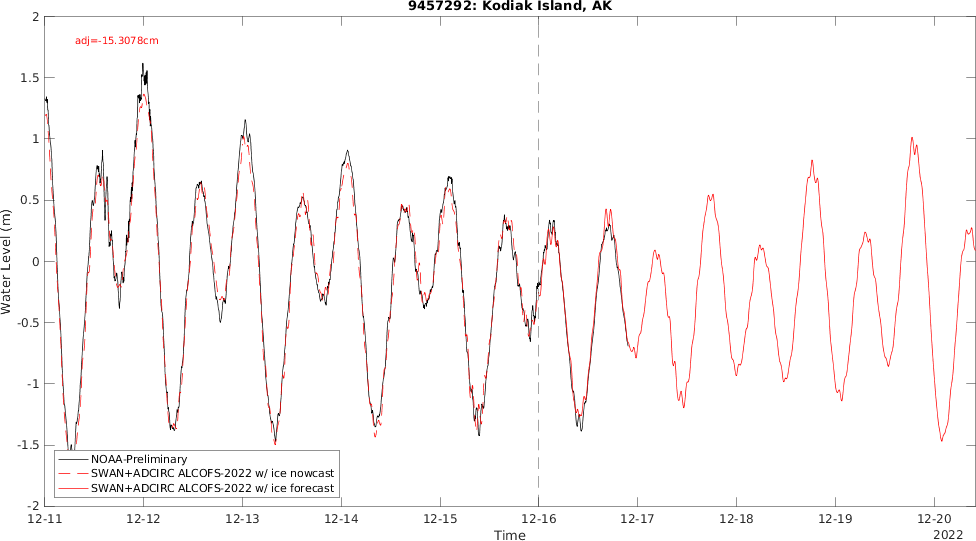 9457292: Kodiak Island, AK
adj=-15.3078cm
2
1.5
1
0.5
0
-0.5
-1
-1.5
-2
Water Level (m)
NOAA-Preliminary
SWAN+ADCIRC ALCOFS-2022 w/ ice nowcast
SWAN+ADCIRC ALCOFS-2022 w/ ice forecast
12-11 12-12 12-13 12-14 12-15 12-16 12-17 12-18 12-19 12-20
Time
2022